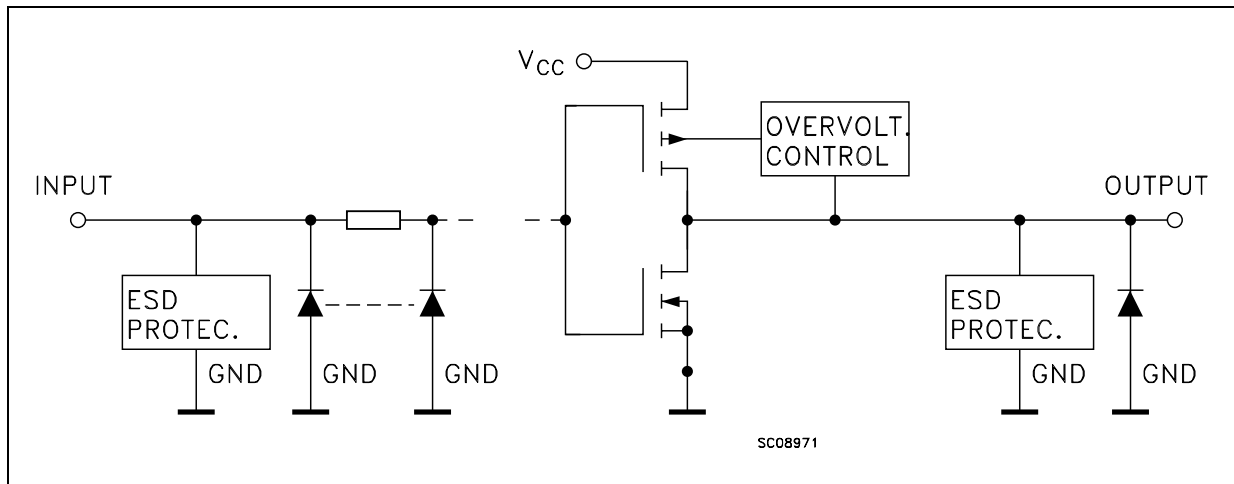 VCC
OVERVOLT.
CONTROL
INPUT
OUTPUT
ESD
PROTEC.
ESD
PROTEC.
GND
GND
GND
GND
GND
SC08971